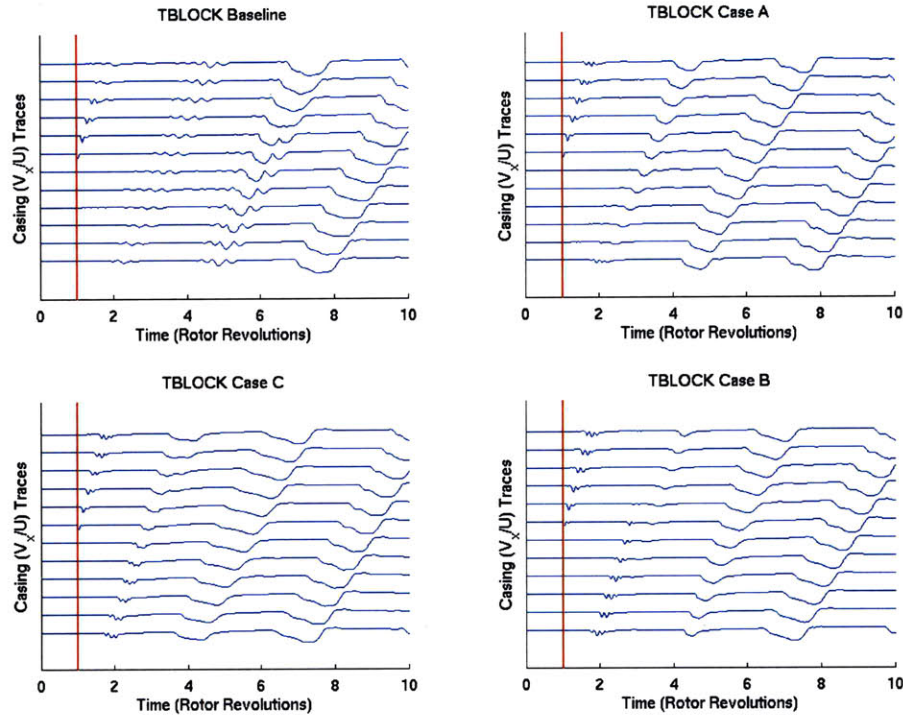 TBLOCK Baseline
Casing (V_x/U) Traces
0 2 4 6 8 10
Time (Rotor Revolutions)
TBLOCK Case A
Casing (V_x/U) Traces
0 2 4 6 8 10
Time (Rotor Revolutions)
TBLOCK Case C
Casing (V_x/U) Traces
0 2 4 6 8 10
Time (Rotor Revolutions)
TBLOCK Case B
Casing (V_x/U) Traces
0 2 4 6 8 10
Time (Rotor Revolutions)